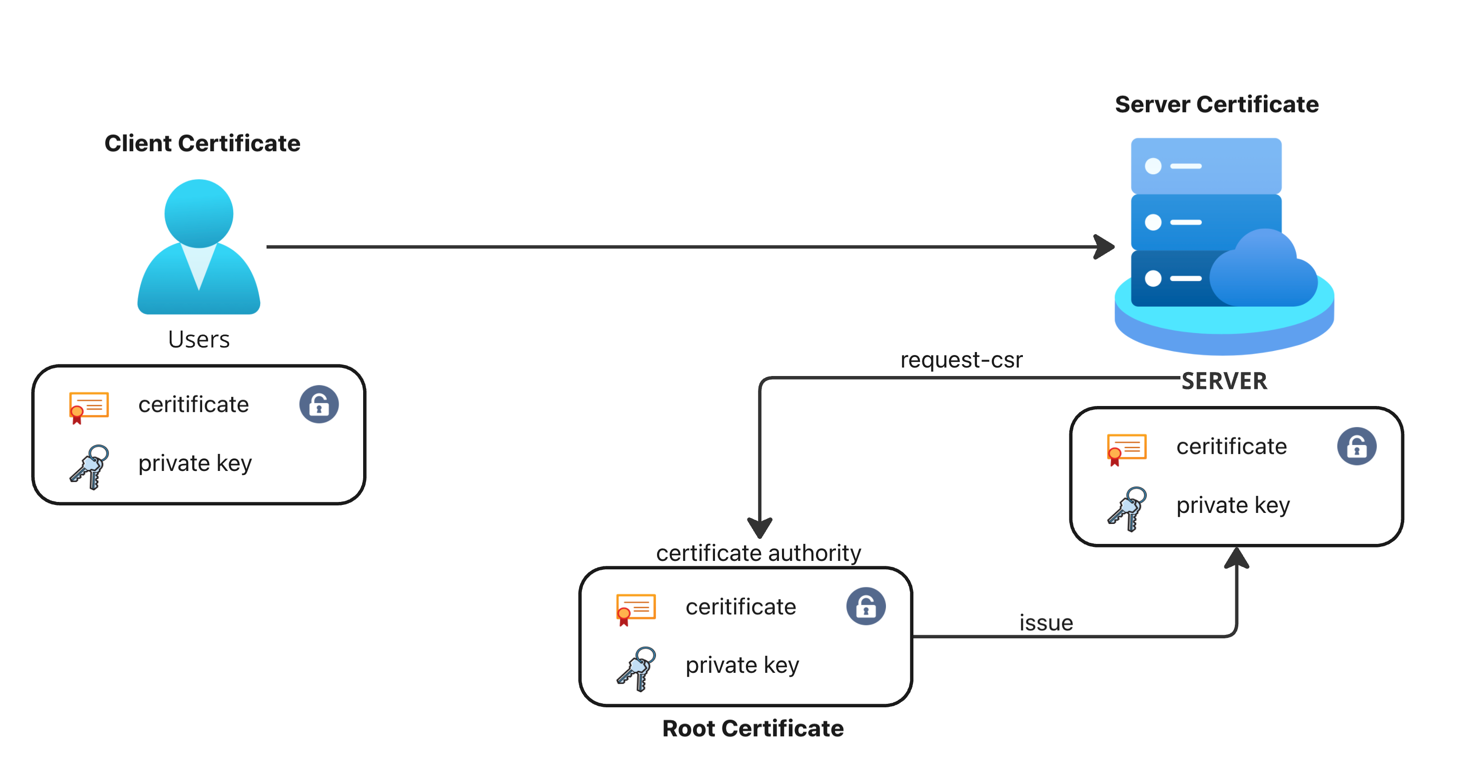 Server Certificate
Client Certificate
Users
ceritificate
private key
request-csr
SERVER
ceritificate
private key
certificate authority
ceritificate
private key
issue
Root Certificate